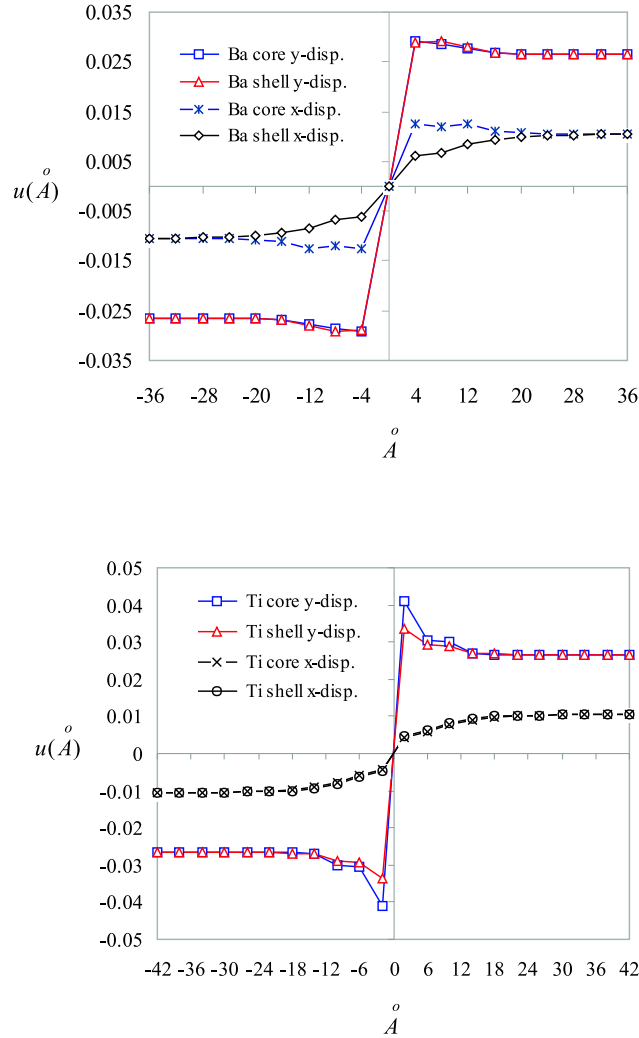 0.035
0.025
0.015
0.005
-0.005
-0.015
-0.025
-0.035
Ba core y-disp.
Ba shell y-disp.
Ba core x-disp.
Ba shell x-disp.
u(Å)
-36 -28 -20 -12 -4 4 12 20 28 36
Å
0.05
0.04
0.03
0.02
0.01
0
-0.01
-0.02
-0.03
-0.04
-0.05
Ti core y-disp.
Ti shell y-disp.
Ti core x-disp.
Ti shell x-disp.
u(Å)
-42 -36 -30 -24 -18 -12 -6 0 6 12 18 24 30 36 42
Å